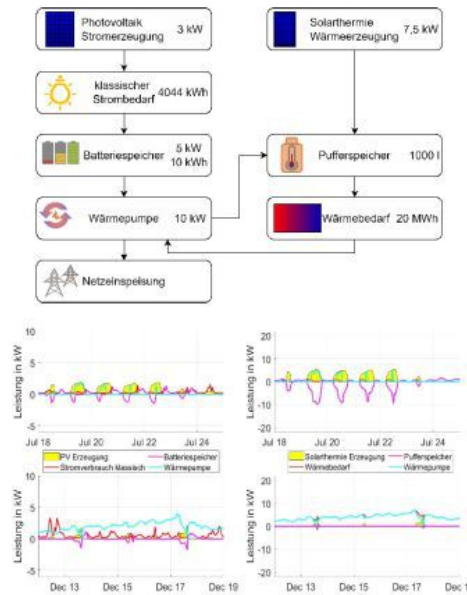 Photovoltaik
Stromerzeugung 3 kW
Solarthermie
Wärmeerzeugung 7,5 kW
klassischer
Strombedarf 4044 kWh
Batteriespeicher 5 kW
10 kWh
Pufferspeicher 1000 l
Wärmepumpe 10 kW
Wärmebedarf 20 MWh
Netzeinspeisung
Leistung in kW
10
5
0
-5
Jul 18 Jul 20 Jul 22 Jul 24
Leistung in kW
20
10
0
-10
-20
Jul 18 Jul 20 Jul 22 Jul 24
PV Erzeugung Batteriespeicher
Stromverbrauch klassisch Wärmepumpe
Solarthermie Erzeugung Pufferspeicher
Wärmebedarf Wärmepumpe
Leistung in kW
10
5
0
-5
Dec 13 Dec 15 Dec 17 Dec 19
Leistung in kW
20
10
0
-10
-20
Dec 13 Dec 15 Dec 17 Dec 19